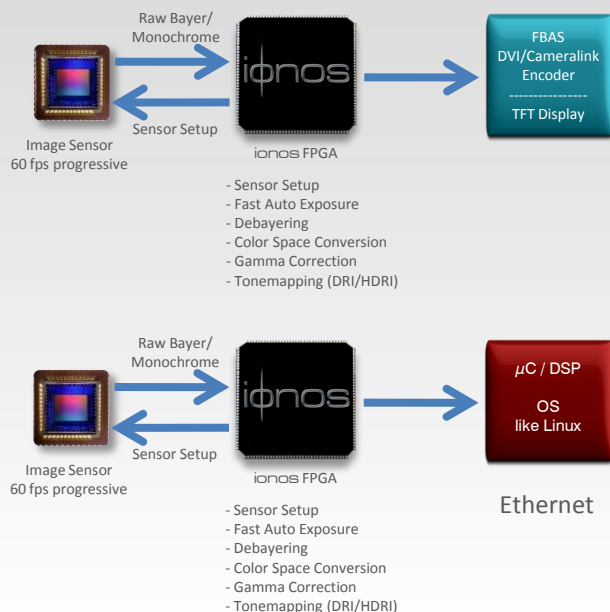 Raw Bayer/
Monochrome
ionos
Sensor Setup
Image Sensor
60 fps progressive
ionos FPGA
- Sensor Setup
- Fast Auto Exposure
- Debayering
- Color Space Conversion
- Gamma Correction
- Tonemapping (DRI/HDRI)
FBAS
DVI/Cameralink
Encoder
----------------
TFT Display
Raw Bayer/
Monochrome
ionos
Sensor Setup
Image Sensor
60 fps progressive
ionos FPGA
- Sensor Setup
- Fast Auto Exposure
- Debayering
- Color Space Conversion
- Gamma Correction
- Tonemapping (DRI/HDRI)
µC / DSP
OS
like Linux
Ethernet